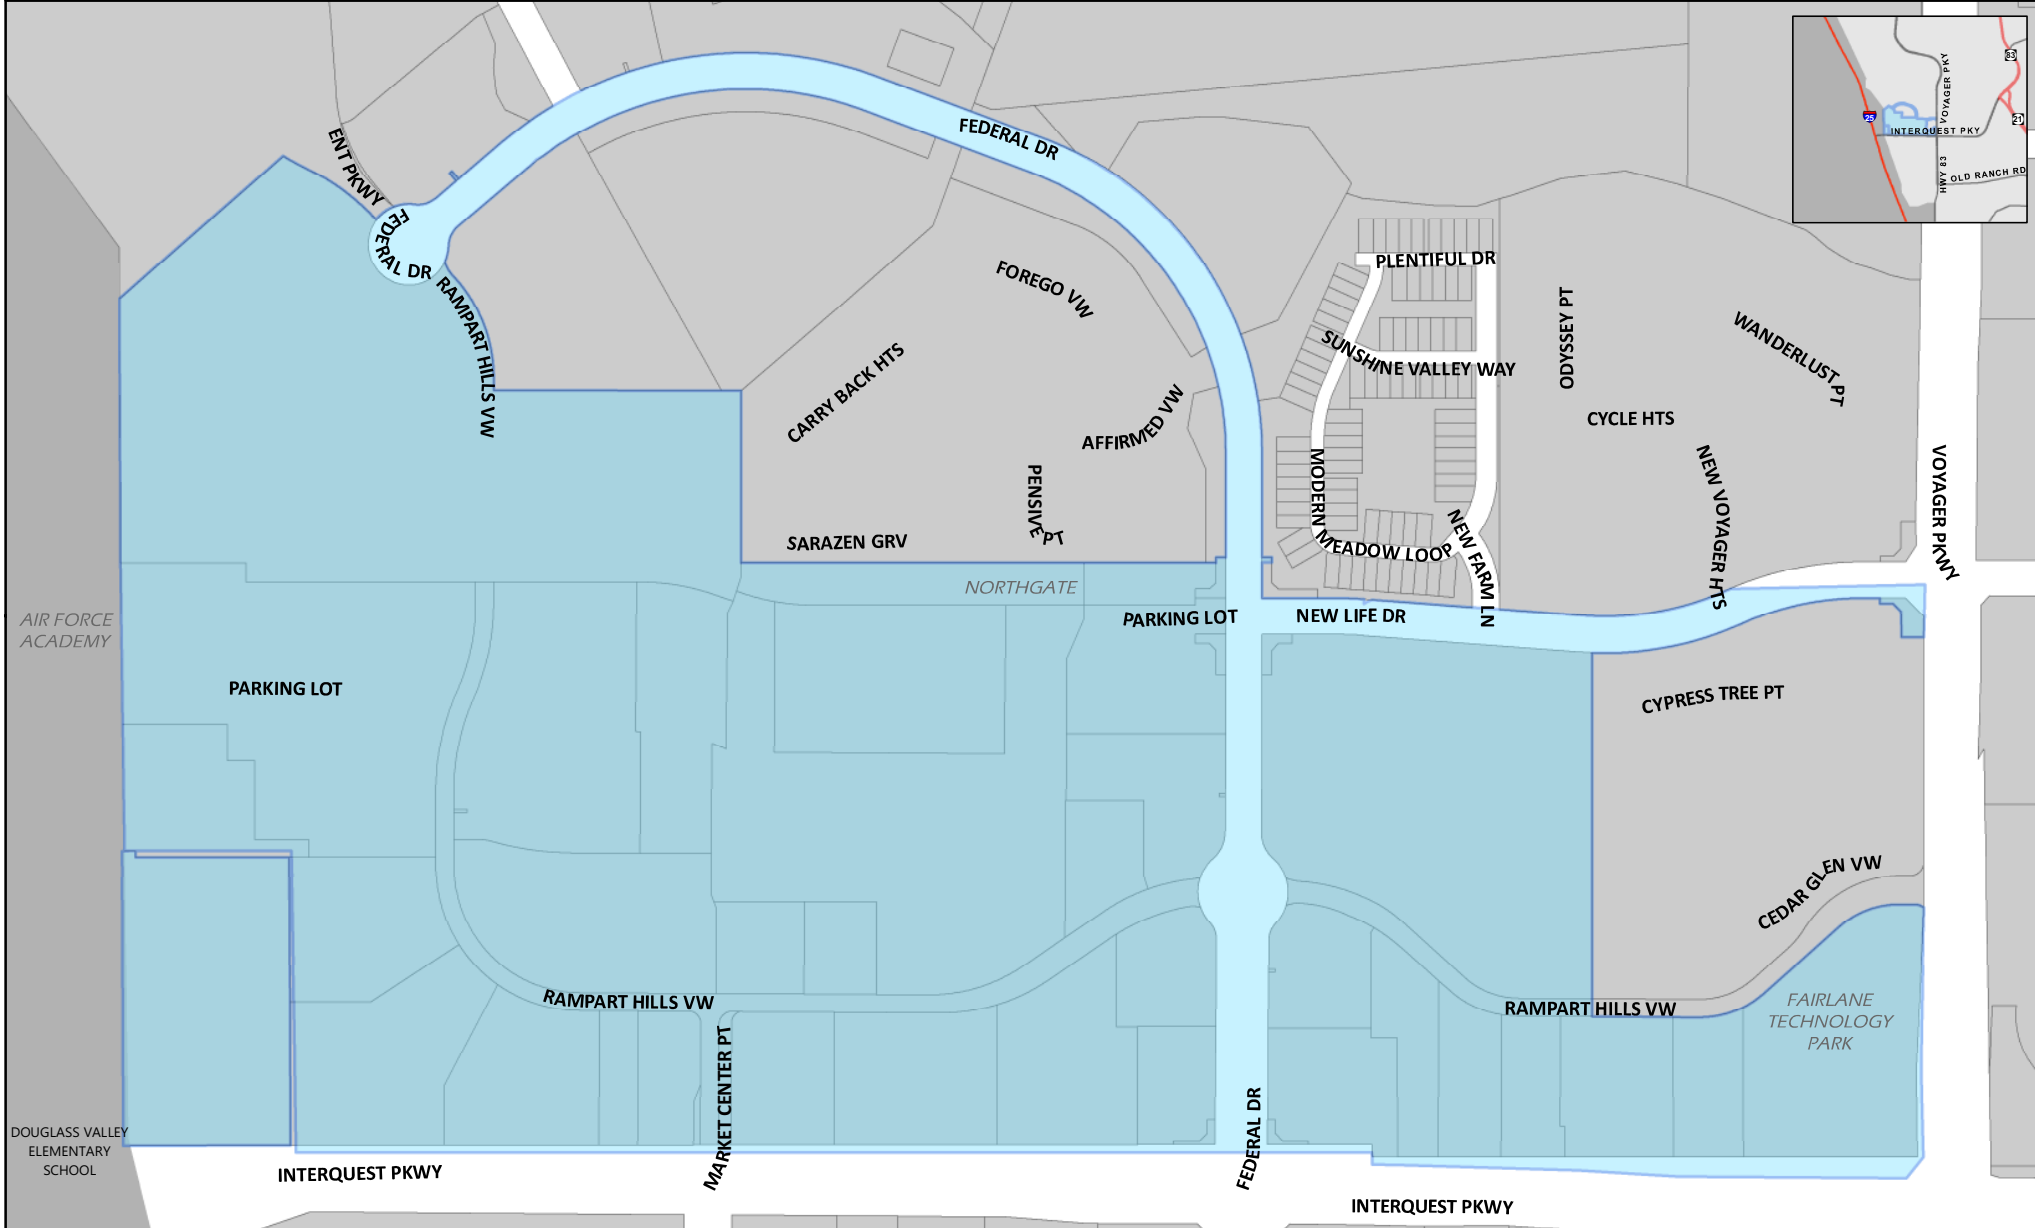 83
VOYAGER PKY
25
21
INTERQUEST PKY
HWY 83
OLD RANCH RD
FEDERAL DR
ENT PKWY
FEDERAL DR
RAMPART HILLS VW
FOREGO VW
PLENTIFUL DR
SUNSHINE VALLEY WAY
ODYSSEY PT
WANDERLUST PT
CARRY BACK HTS
AFFIRMED VW
CYCLE HTS
PENSIVE PT
MODERN MEADOW LOOP
NEW FARM LN
NEW VOYAGER HTS
VOYAGER PKWY
SARAZEN GRV
NORTHGATE
PARKING LOT
NEW LIFE DR
AIR FORCE
ACADEMY
PARKING LOT
CYPRESS TREE PT
CEDAR GLEN VW
RAMPART HILLS VW
RAMPART HILLS VW
FAIRLANE
TECHNOLOGY
PARK
MARKET CENTER PT
FEDERAL DR
DOUGLASS VALLEY
ELEMENTARY
SCHOOL
INTERQUEST PKWY
INTERQUEST PKWY